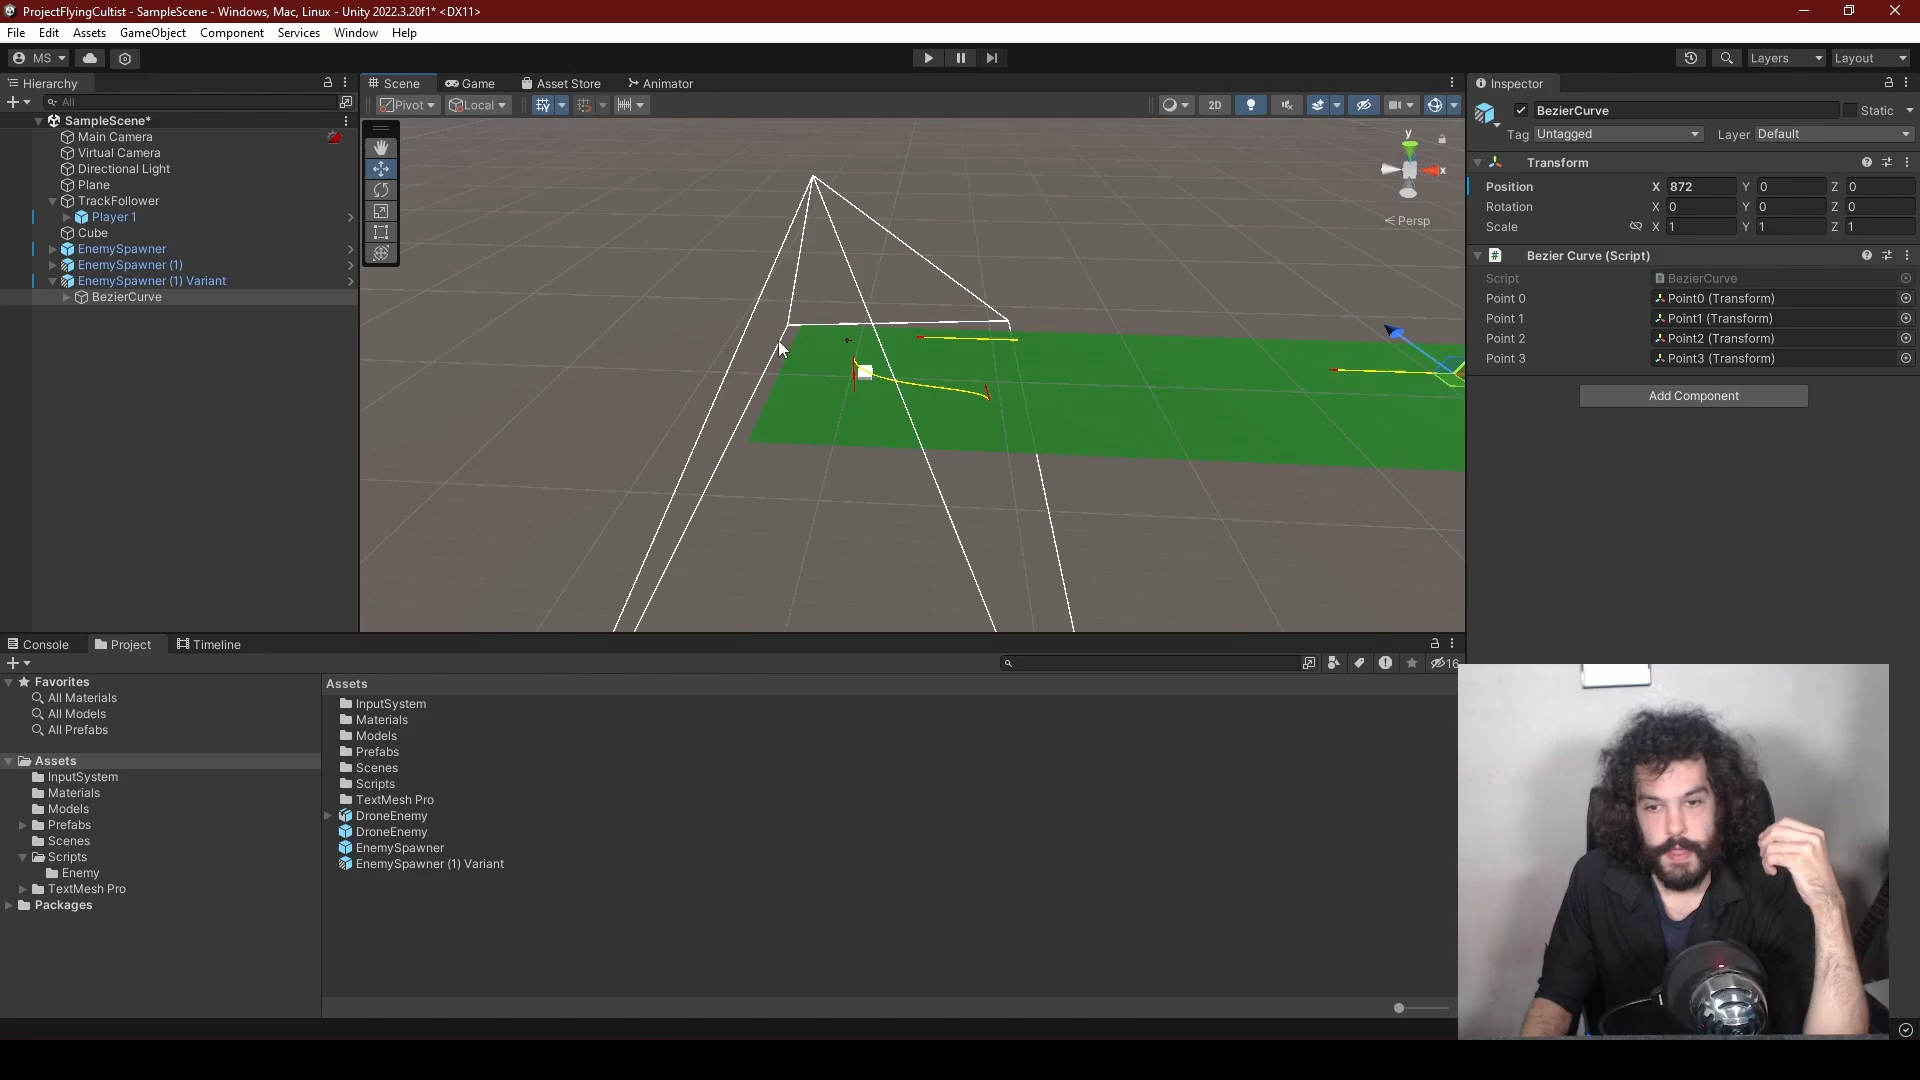 ProjectFlyingCultist - SampleScene - Windows, Mac, Linux - Unity 2022.3.20f1* <DX11>
File Edit Assets GameObject Component Services Window Help
MS Layers Layout
Hierarchy
All
SampleScene*
Main Camera
Virtual Camera
Directional Light
Plane
TrackFollower
Player 1
Cube
EnemySpawner
EnemySpawner (1)
EnemySpawner (1) Variant
BezierCurve
Scene Game Asset Store Animator
Pivot Local 2D
y
x
Persp
Inspector
BezierCurve Static
Tag Untagged Layer Default
Transform
Position X 872 Y 0 Z 0
Rotation X 0 Y 0 Z 0
Scale X 1 Y 1 Z 1
Bezier Curve (Script)
Script BezierCurve
Point 0 Point0 (Transform)
Point 1 Point1 (Transform)
Point 2 Point2 (Transform)
Point 3 Point3 (Transform)
Add Component
Console Project Timeline
16
Favorites
All Materials
All Models
All Prefabs
Assets
InputSystem
Materials
Models
Prefabs
Scenes
Scripts
Enemy
TextMesh Pro
Packages
Assets
InputSystem
Materials
Models
Prefabs
Scenes
Scripts
TextMesh Pro
DroneEnemy
DroneEnemy
EnemySpawner
EnemySpawner (1) Variant